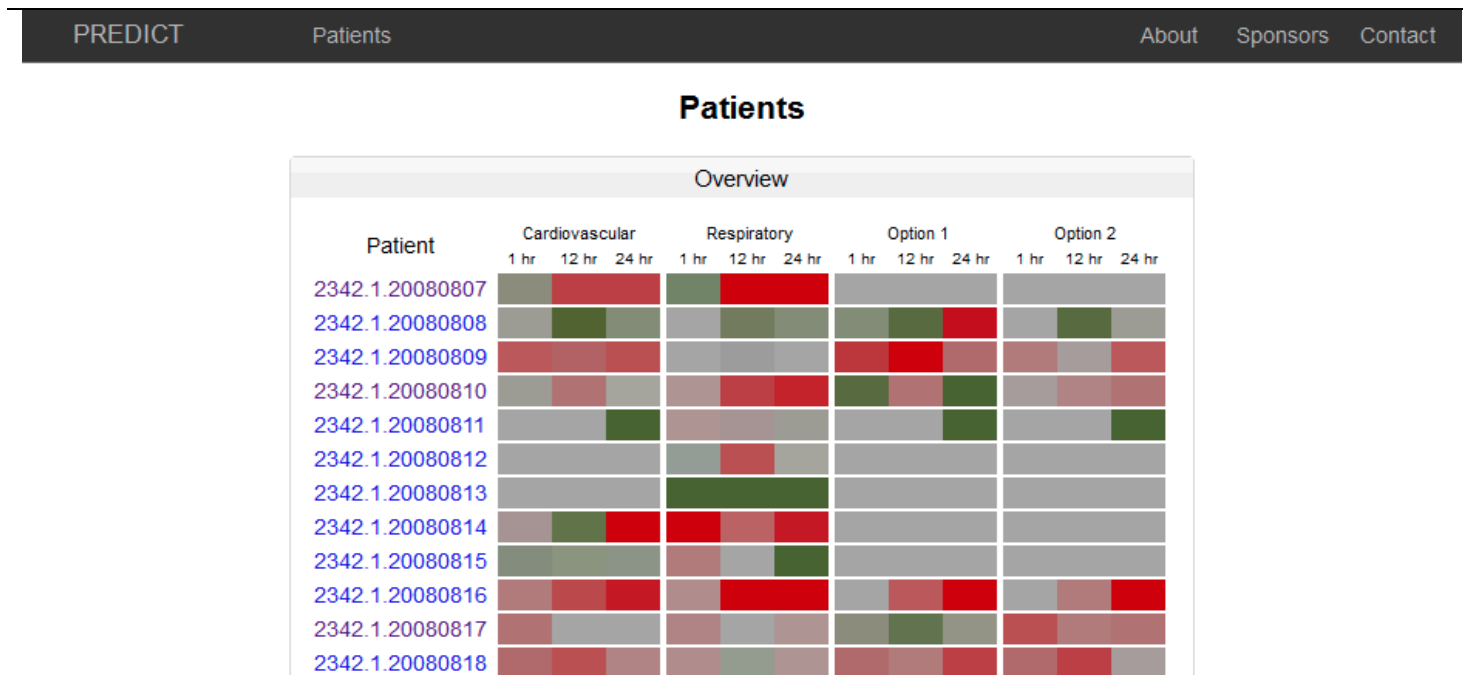 PREDICT Patients About Sponsors Contact
Patients
Overview
Patient Cardiovascular Respiratory Option 1 Option 2
1 hr 12 hr 24 hr 1 hr 12 hr 24 hr 1 hr 12 hr 24 hr 1 hr 12 hr 24 hr
2342.1.20080807
2342.1.20080808
2342.1.20080809
2342.1.20080810
2342.1.20080811
2342.1.20080812
2342.1.20080813
2342.1.20080814
2342.1.20080815
2342.1.20080816
2342.1.20080817
2342.1.20080818